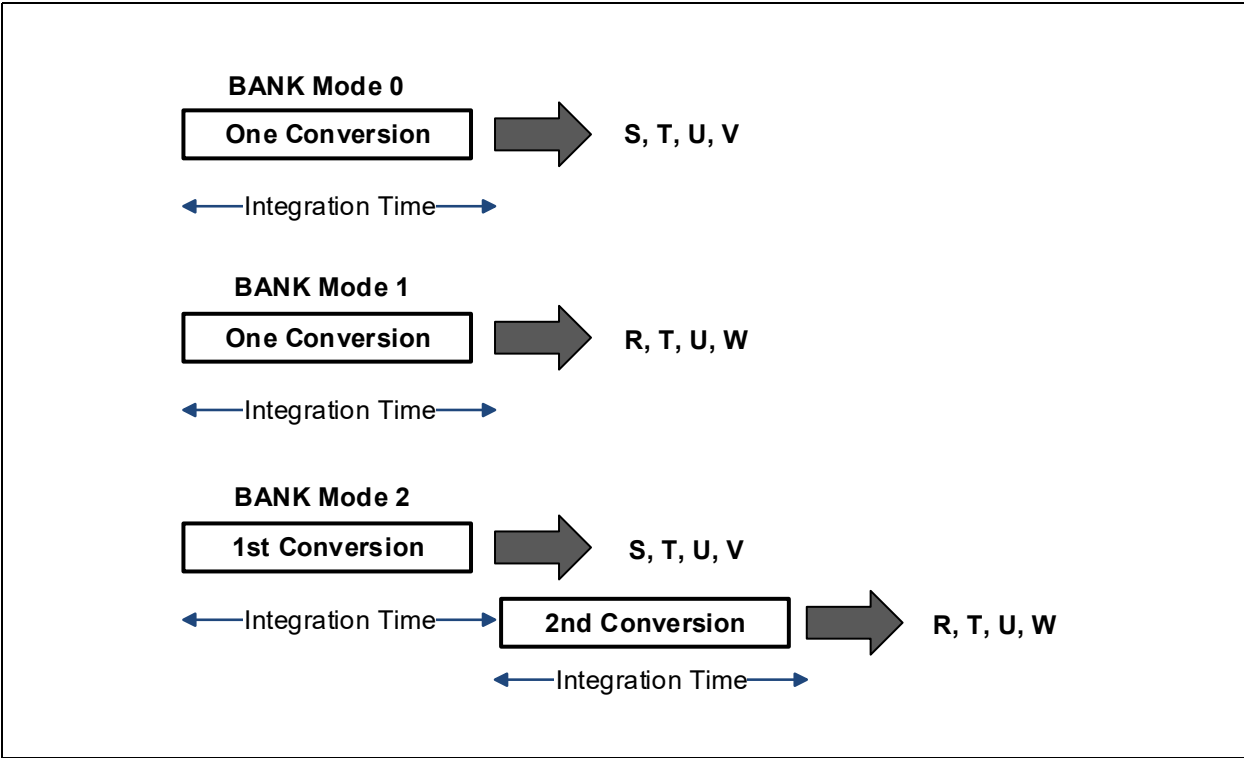 BANK Mode 0
One Conversion
S, T, U, V
Integration Time
BANK Mode 1
One Conversion
R, T, U, W
Integration Time
BANK Mode 2
1st Conversion
S, T, U, V
Integration Time
2nd Conversion
R, T, U, W
Integration Time